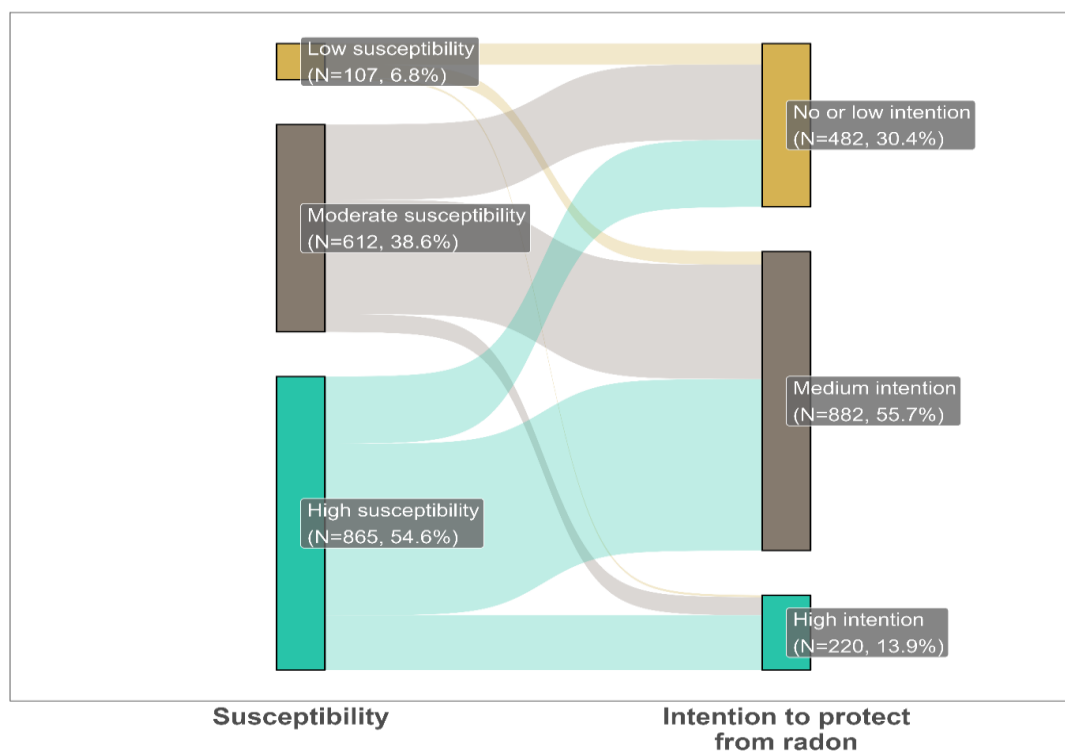 Low susceptibility
(N=107, 6.8%)
Moderate susceptibility
(N=612, 38.6%)
High susceptibility
(N=865, 54.6%)
No or low intention
(N=482, 30.4%)
Medium intention
(N=882, 55.7%)
High intention
(N=220, 13.9%)
Susceptibility
Intention to protect
from radon